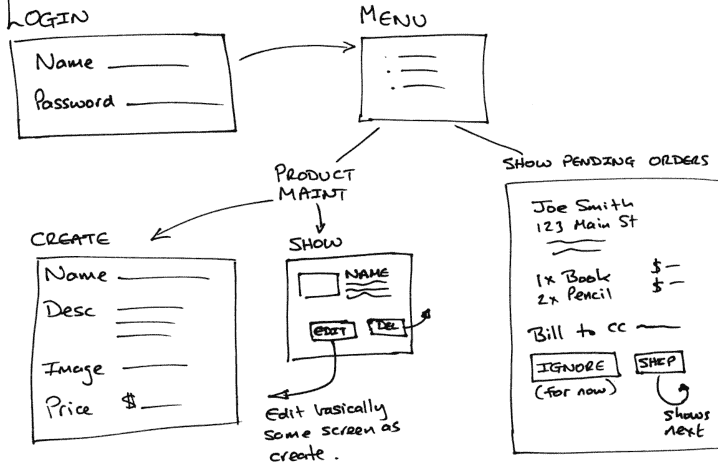 LOGIN
Name
Password
MENU
PRODUCT
MAINT
CREATE
Name
Desc
Image
Price $
SHOW
NAME
EDIT
DEL
Edit basically
same screen as
create.
SHOW PENDING ORDERS
Joe Smith
123 Main St
1x Book $
2x Pencil $
Bill to cc
IGNORE SHIP
(for now)
shows
next